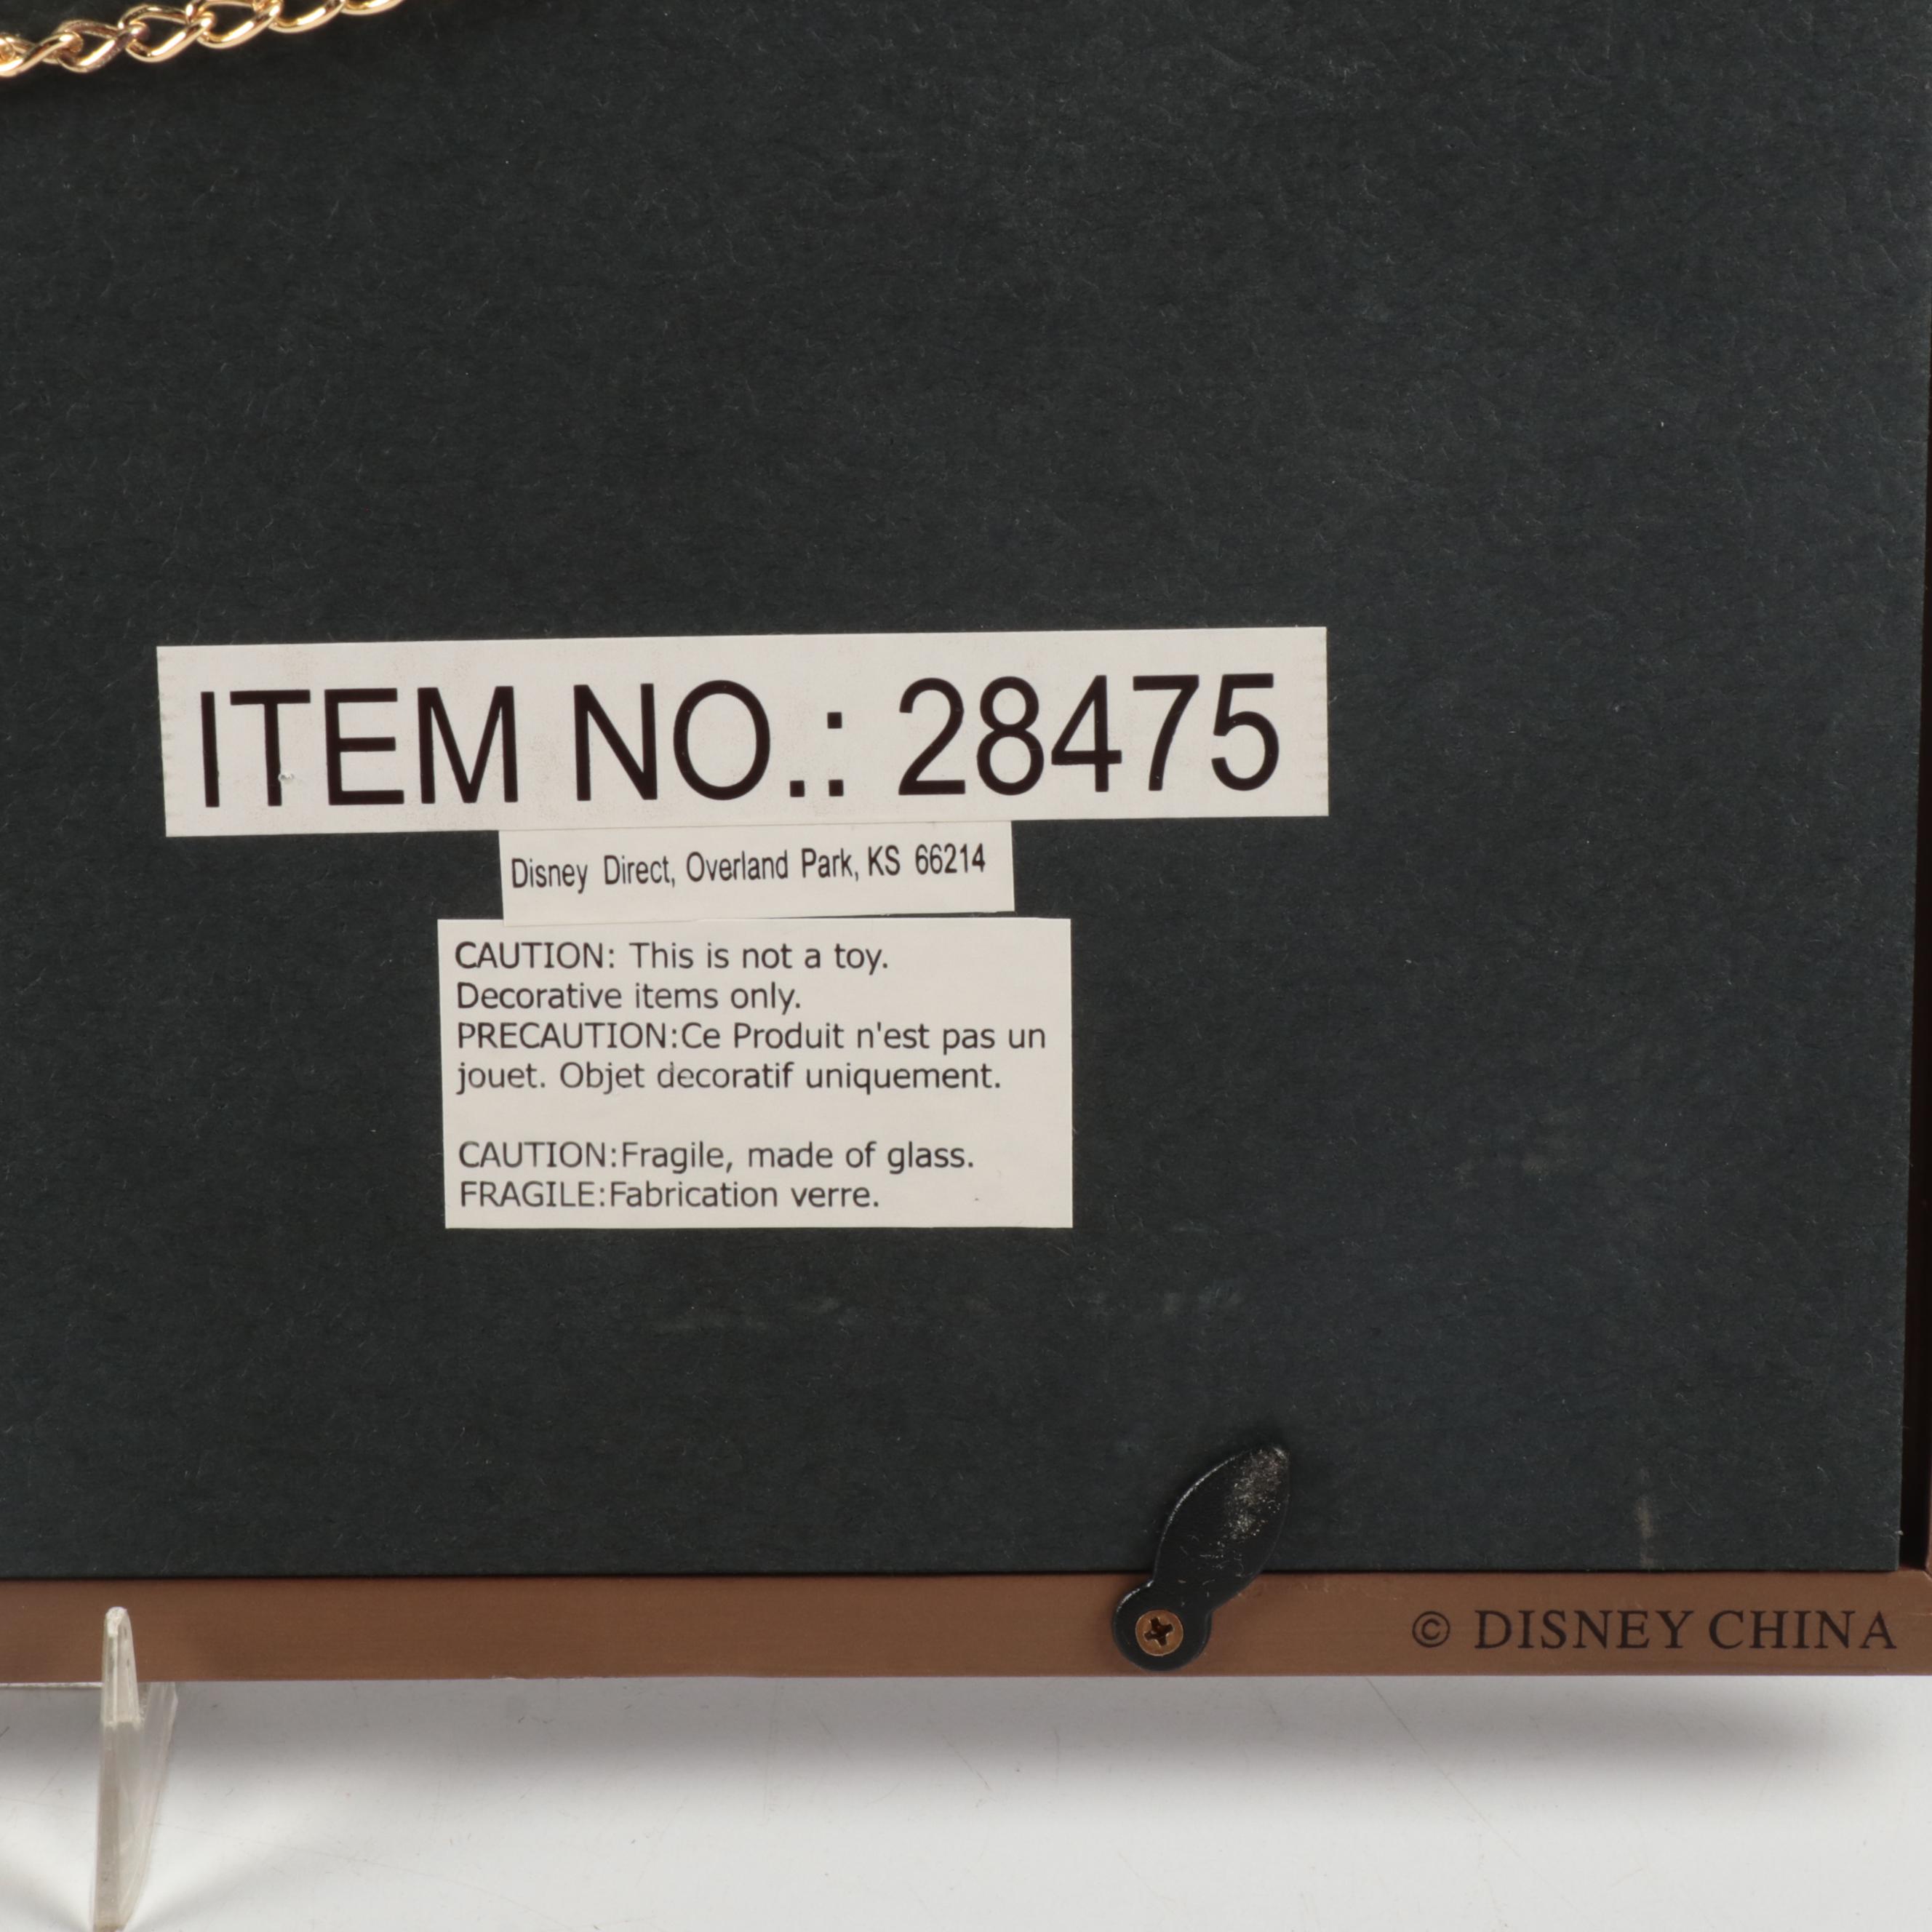 ITEM NO.: 28475
Disney Direct, Overland Park, KS 66214
CAUTION: This is not a toy.
Decorative items only.
PRECAUTION:Ce Produit n'est pas un
jouet. Objet decoratif uniquement.
CAUTION:Fragile, made of glass.
FRAGILE:Fabrication verre.
© DISNEY CHINA